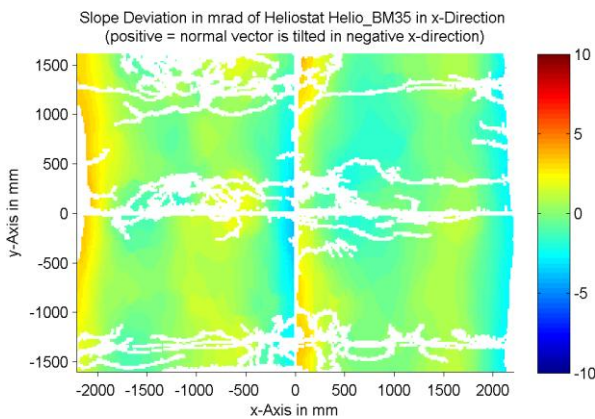 Slope Deviation in mrad of Heliostat Helio_BM35 in x-Direction
(positive = normal vector is tilted in negative x-direction)
1500
1000
500
0
-500
-1000
-1500
y-Axis in mm
-2000 -1500 -1000 -500 0 500 1000 1500 2000
x-Axis in mm
10
5
0
-5
-10